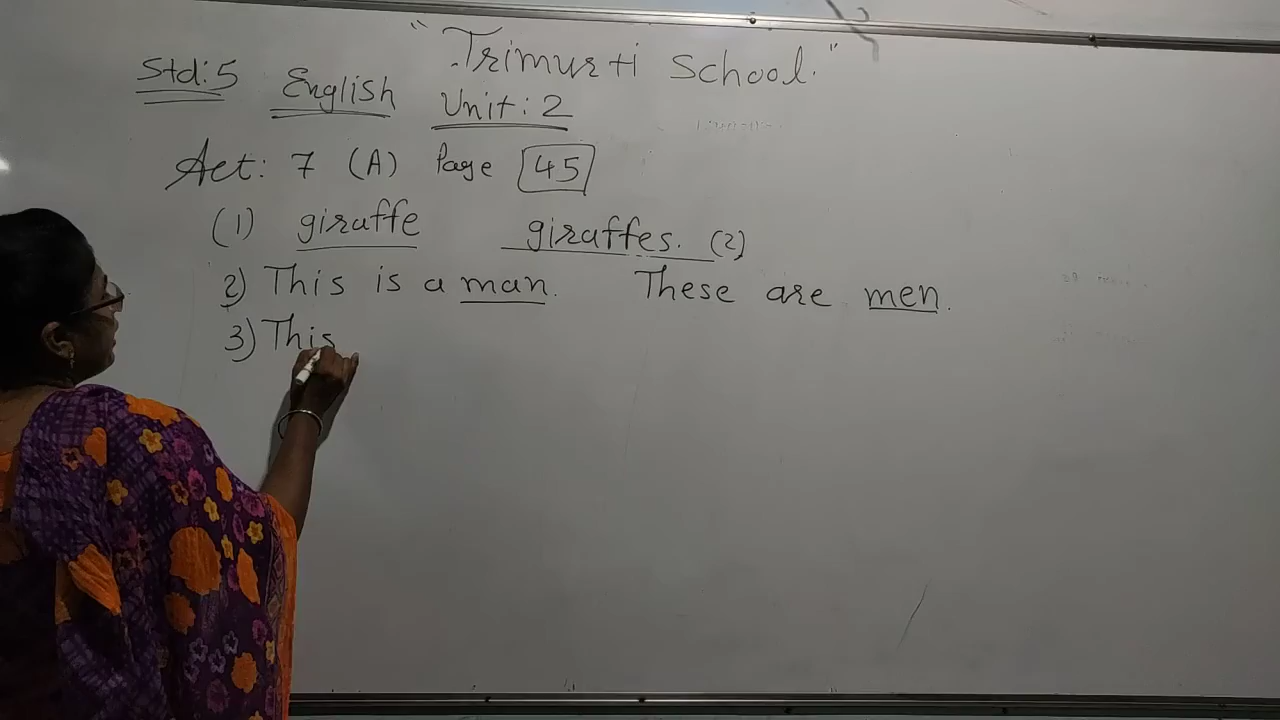 "Trimurti School."
Std:5 English Unit:2
Act: 7 (A) Page 45
(1) giraffe giraffes. (2)
2) This is a man. These are men.
3) This